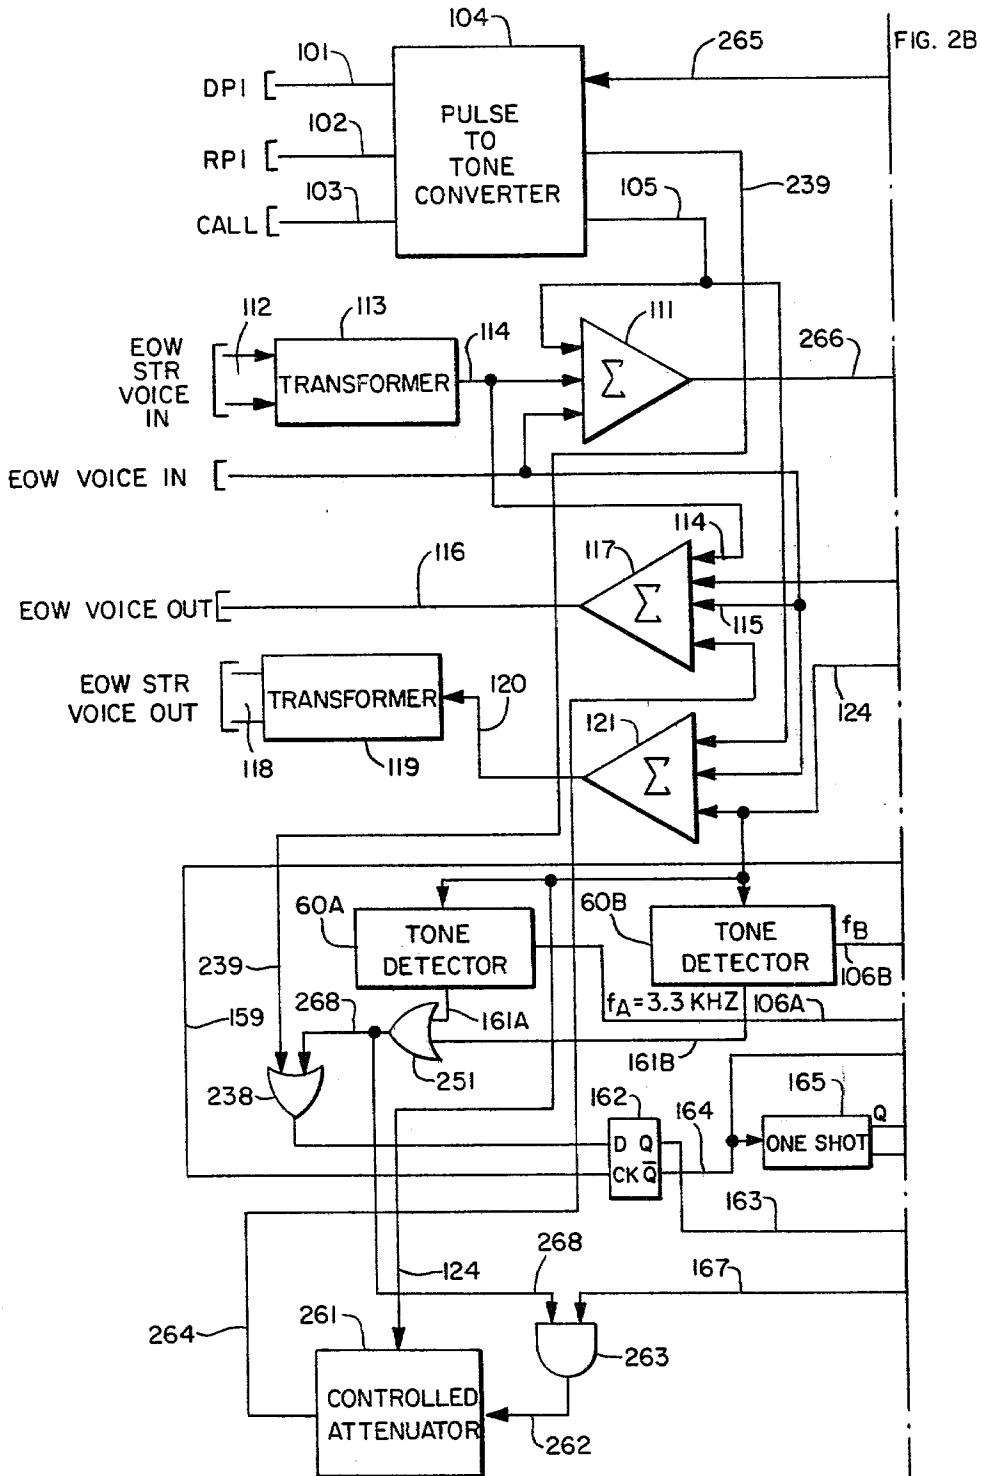 FIG. 2B
104
265
101
DPI
PULSE
TO
TONE
CONVERTER
102
RPI
103
CALL
105
239
112
113
114
111
266
EOW
STR
VOICE
IN
TRANSFORMER
Σ
EOW VOICE IN
114
116
117
Σ
115
EOW VOICE OUT
EOW STR
VOICE OUT
TRANSFORMER
120
121
124
118
119
Σ
60A
TONE
DETECTOR
60B
TONE
DETECTOR
fB
106B
239
268
fA = 3.3 KHZ
106A
159
161A
161B
251
238
162
164
165
Q
D Q
CK Q̅
ONE SHOT
163
268
167
124
261
264
263
CONTROLLED
ATTENUATOR
262